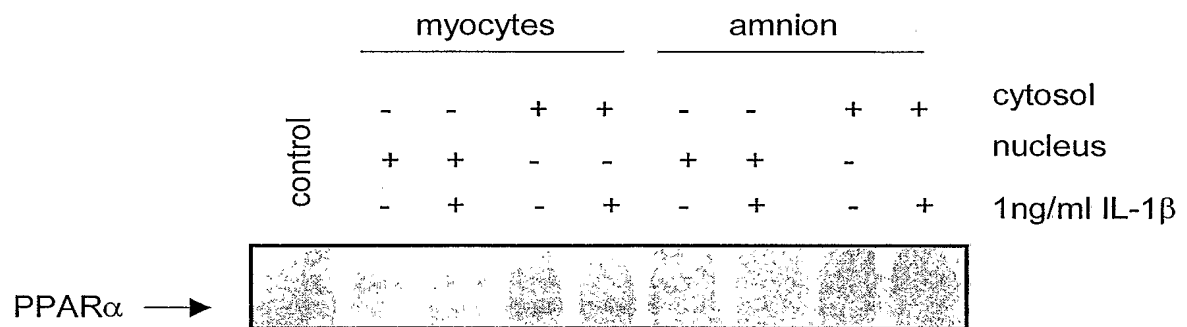 myocytes amnion
control
- - + + - - + + cytosol
+ + - - + + - nucleus
- + - + - + - + 1ng/ml IL-1β
PPARα